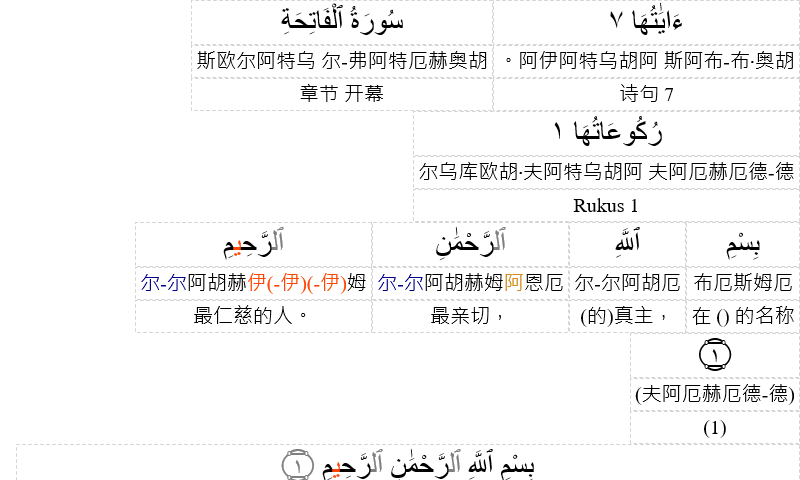 سُورَةُ ٱلْفَاتِحَةِ ءَايَٰتُهَا ٧
斯欧尔阿特乌 尔-弗阿特厄赫奥胡 。阿伊阿特乌胡阿 斯阿布-布·奥胡
章节 开幕 诗句 7
رُكُوعَاتُهَا ١
尔乌库欧胡·夫阿特乌胡阿 夫阿厄赫厄德-德
Rukus 1
بِسْمِ ٱللَّهِ ٱلرَّحْمَٰنِ ٱلرَّحِيمِ
尔-尔阿胡赫伊(-伊)(-伊)姆 尔-尔阿胡赫姆阿恩厄 尔-尔阿胡厄 布厄斯姆厄
最仁慈的人。 最亲切， (的)真主， 在 () 的名称
١
(夫阿厄赫厄德-德)
(1)
بِسْمِ ٱللَّهِ ٱلرَّحْمَٰنِ ٱلرَّحِيمِ ١